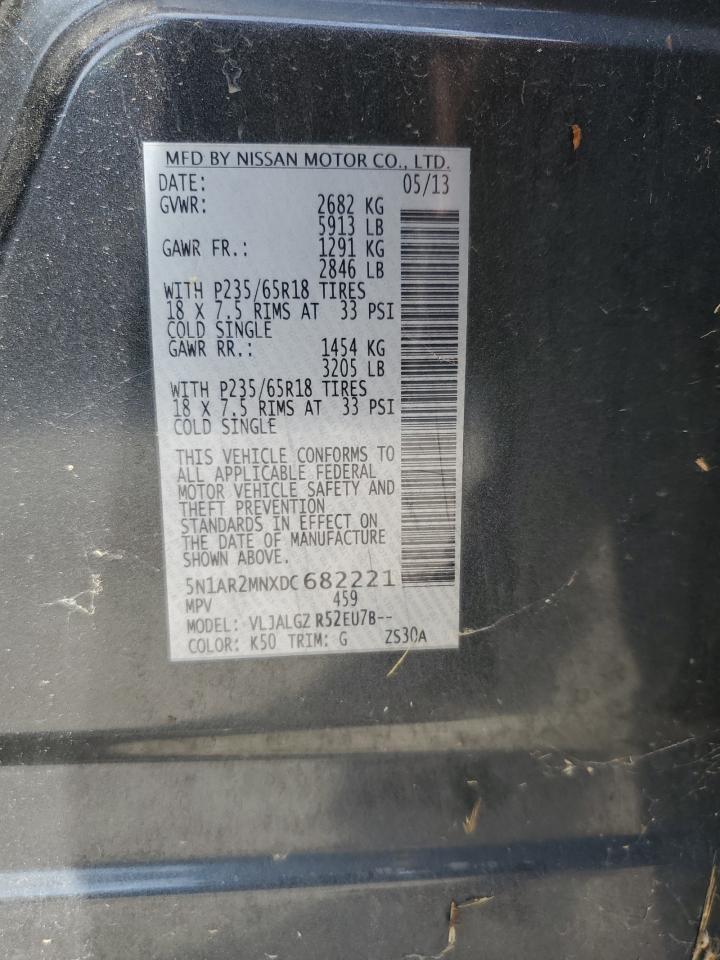 MFD BY NISSAN MOTOR CO., LTD.
DATE: 05/13
GVWR: 2682 KG
5913 LB
GAWR FR.: 1291 KG
2846 LB
WITH P235/65R18 TIRES
18 X 7.5 RIMS AT 33 PSI
COLD SINGLE
GAWR RR.: 1454 KG
3205 LB
WITH P235/65R18 TIRES
18 X 7.5 RIMS AT 33 PSI
COLD SINGLE
THIS VEHICLE CONFORMS TO
ALL APPLICABLE FEDERAL
MOTOR VEHICLE SAFETY AND
THEFT PREVENTION
STANDARDS IN EFFECT ON
THE DATE OF MANUFACTURE
SHOWN ABOVE.
5N1AR2MNXDC682221
MPV 459
MODEL: VLJALGZ R52EU7B--
COLOR: K50 TRIM: G ZS30A